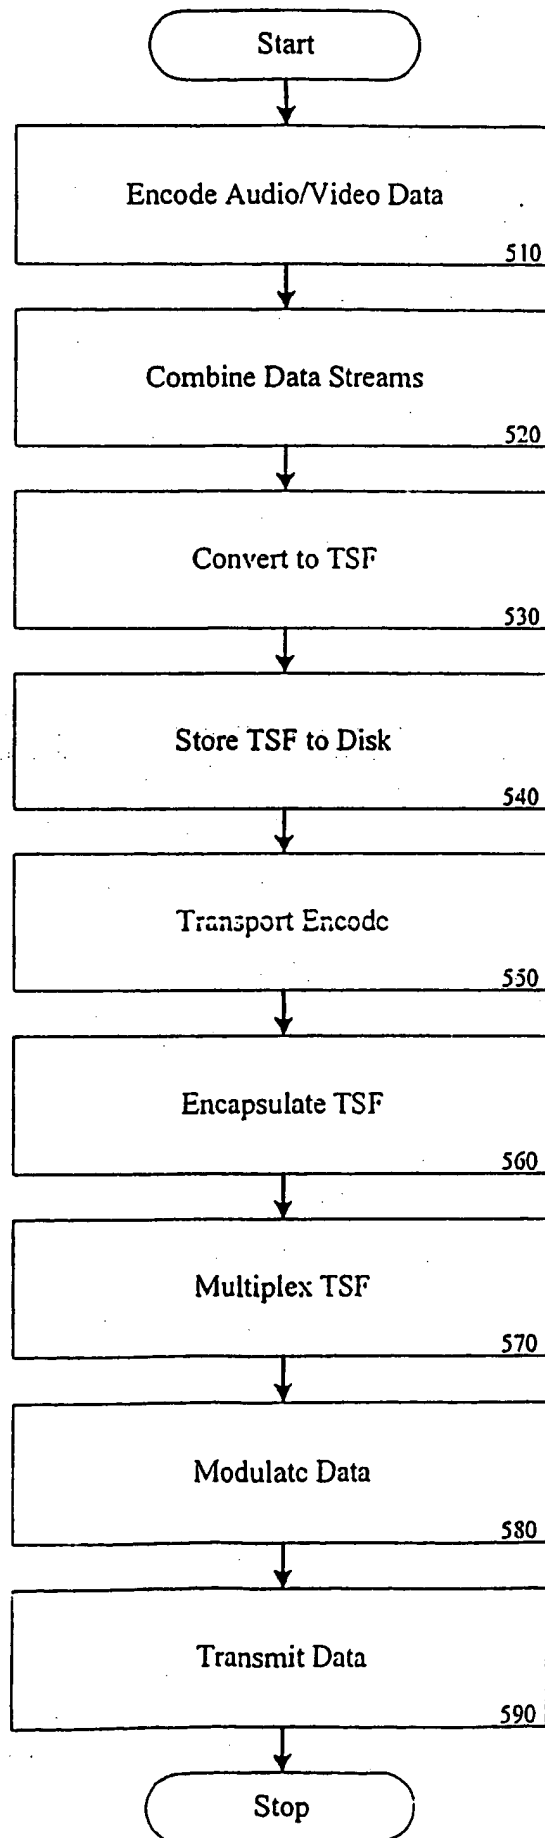 Start
Encode Audio/Video Data
510
Combine Data Streams
520
Convert to TSF
530
Store TSF to Disk
540
Transport Encode
550
Encapsulate TSF
560
Multiplex TSF
570
Modulate Data
580
Transmit Data
590
Stop